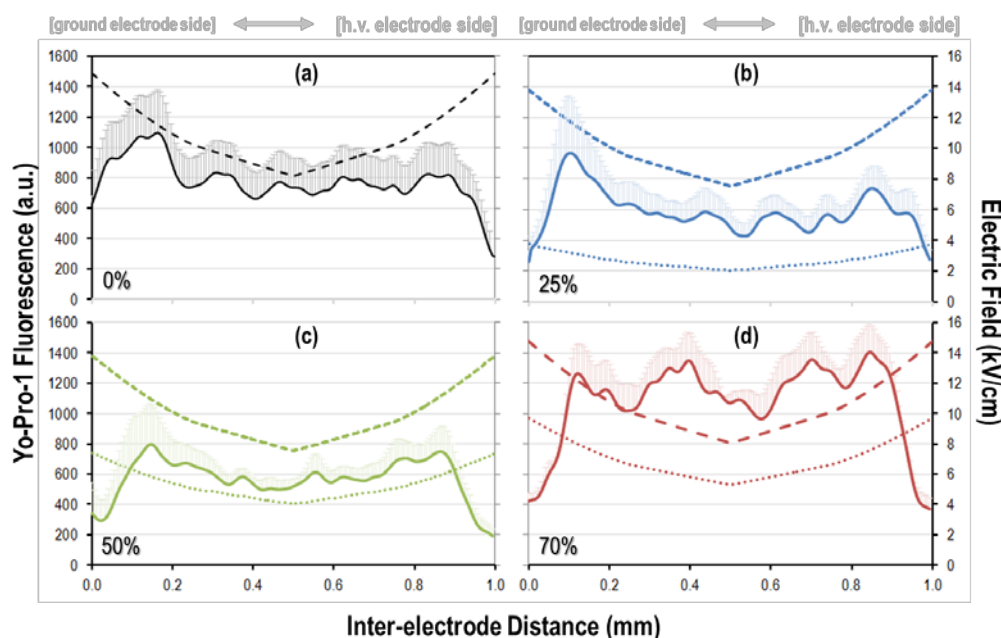 [ground electrode side] [h.v. electrode side] [ground electrode side] [h.v. electrode side]
1600 (a) (b) 16
1400 14
1200 12
1000 10
800 8
600 6
400 4
200 2
0 0% 25% 0
1600 (c) (d) 16
1400 14
1200 12
1000 10
800 8
600 6
400 4
200 2
0 50% 70% 0
0.0 0.2 0.4 0.6 0.8 1.0 0.0 0.2 0.4 0.6 0.8 1.0
Inter-electrode Distance (mm)
Yo-Pro-1 Fluorescence (a.u.)
Electric Field (kV/cm)